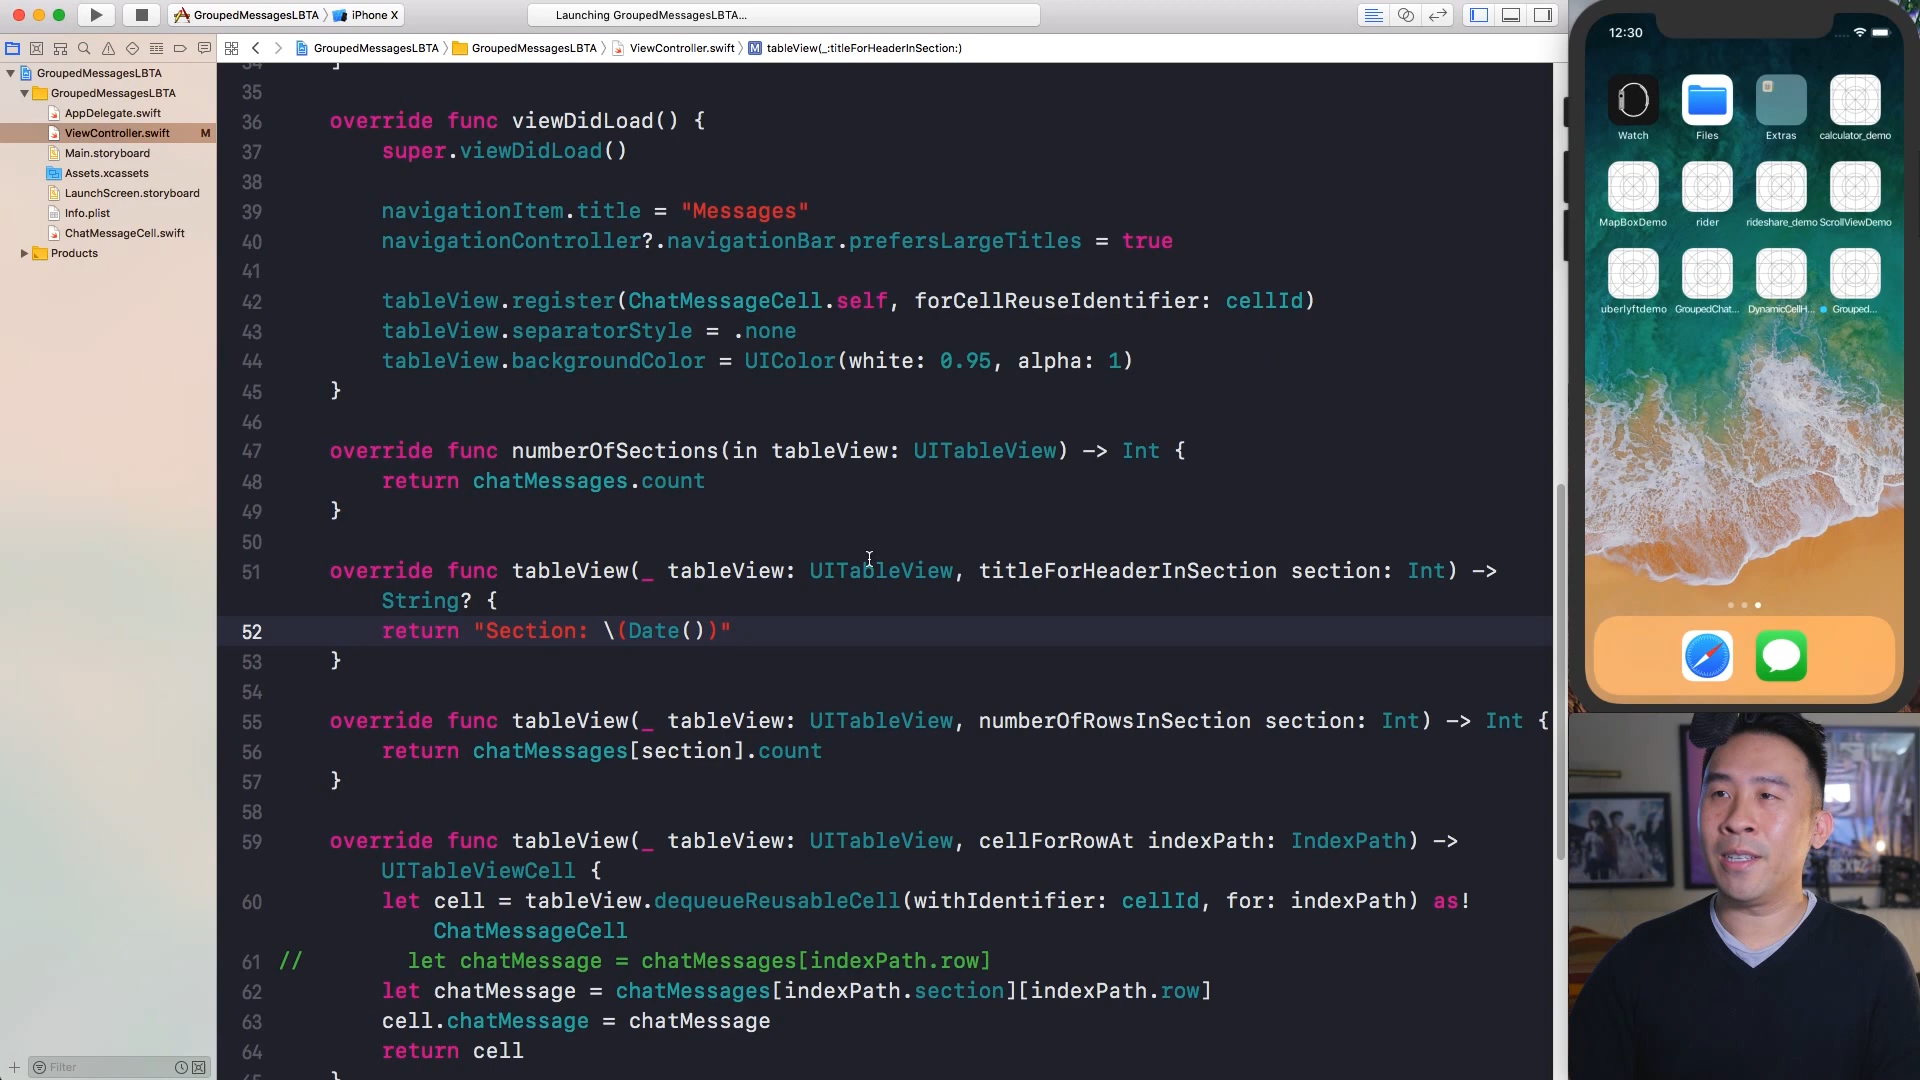 GroupedMessagesLBTA iPhone X
Launching GroupedMessagesLBTA...
GroupedMessagesLBTA GroupedMessagesLBTA ViewController.swift M tableView(_:titleForHeaderInSection:)
GroupedMessagesLBTA
GroupedMessagesLBTA
AppDelegate.swift
ViewController.swift M
Main.storyboard
Assets.xcassets
LaunchScreen.storyboard
Info.plist
ChatMessageCell.swift
Products
Filter
34 ]
35
36 override func viewDidLoad() {
37 super.viewDidLoad()
38
39 navigationItem.title = "Messages"
40 navigationController?.navigationBar.prefersLargeTitles = true
41
42 tableView.register(ChatMessageCell.self, forCellReuseIdentifier: cellId)
43 tableView.separatorStyle = .none
44 tableView.backgroundColor = UIColor(white: 0.95, alpha: 1)
45 }
46
47 override func numberOfSections(in tableView: UITableView) -> Int {
48 return chatMessages.count
49 }
50
51 override func tableView(_ tableView: UITableView, titleForHeaderInSection section: Int) ->
String? {
52 return "Section: \(Date())"
53 }
54
55 override func tableView(_ tableView: UITableView, numberOfRowsInSection section: Int) -> Int {
56 return chatMessages[section].count
57 }
58
59 override func tableView(_ tableView: UITableView, cellForRowAt indexPath: IndexPath) ->
UITableViewCell {
60 let cell = tableView.dequeueReusableCell(withIdentifier: cellId, for: indexPath) as!
ChatMessageCell
61 // let chatMessage = chatMessages[indexPath.row]
62 let chatMessage = chatMessages[indexPath.section][indexPath.row]
63 cell.chatMessage = chatMessage
64 return cell
65 }
12:30
Watch Files Extras calculator_demo
MapBoxDemo rider rideshare_demo ScrollViewDemo
uberlyftdemo GroupedChat... DynamicCellH... Grouped...